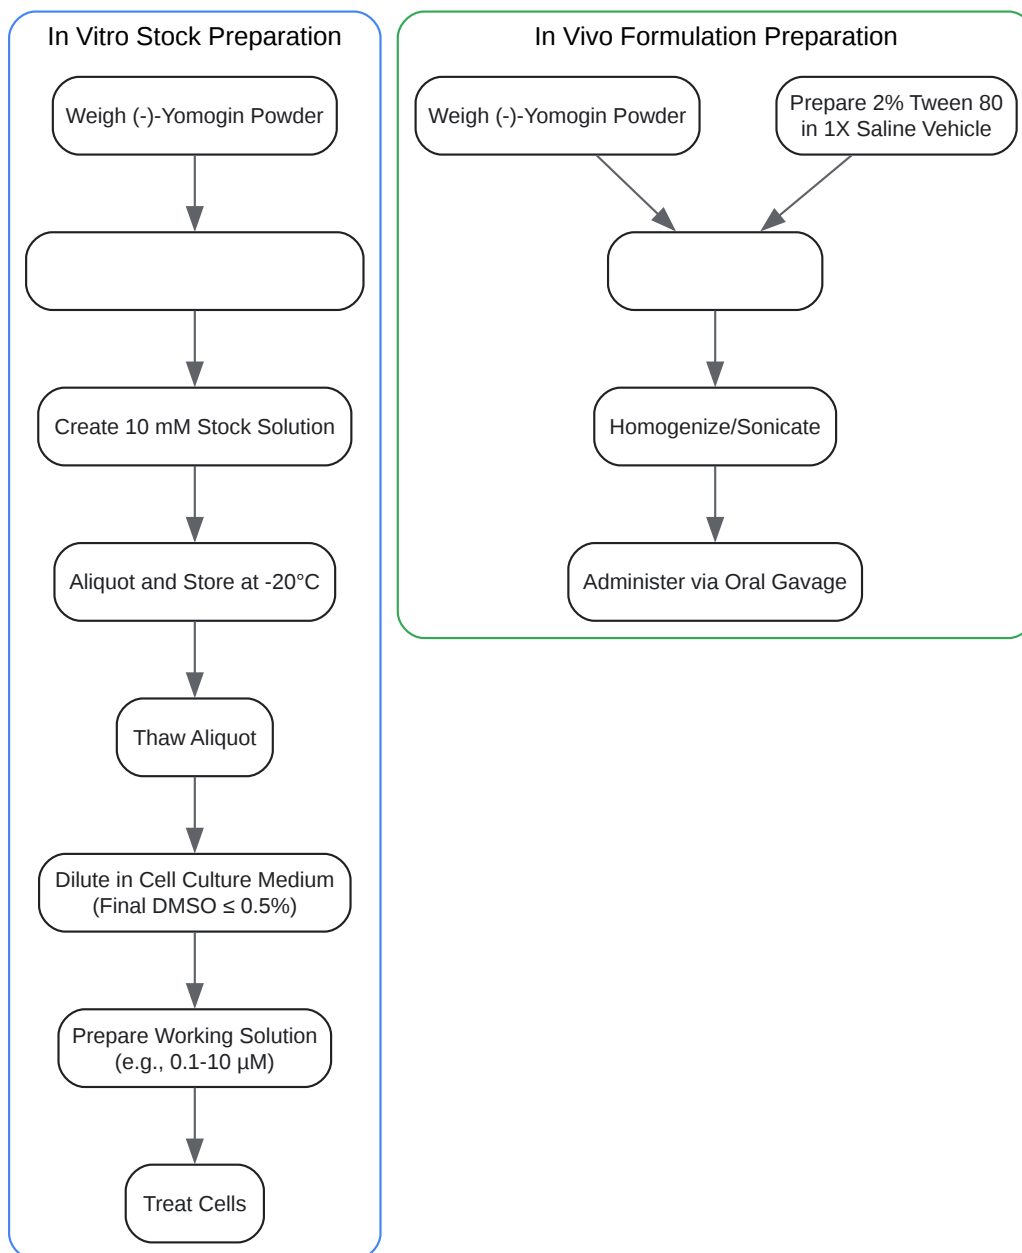 In Vitro Stock Preparation
Weigh (-)-Yomogin Powder
Create 10 mM Stock Solution
Aliquot and Store at -20°C
Thaw Aliquot
Dilute in Cell Culture Medium
(Final DMSO ≤ 0.5%)
Prepare Working Solution
(e.g., 0.1-10 µM)
Treat Cells
In Vivo Formulation Preparation
Weigh (-)-Yomogin Powder
Prepare 2% Tween 80
in 1X Saline Vehicle
Homogenize/Sonicate
Administer via Oral Gavage